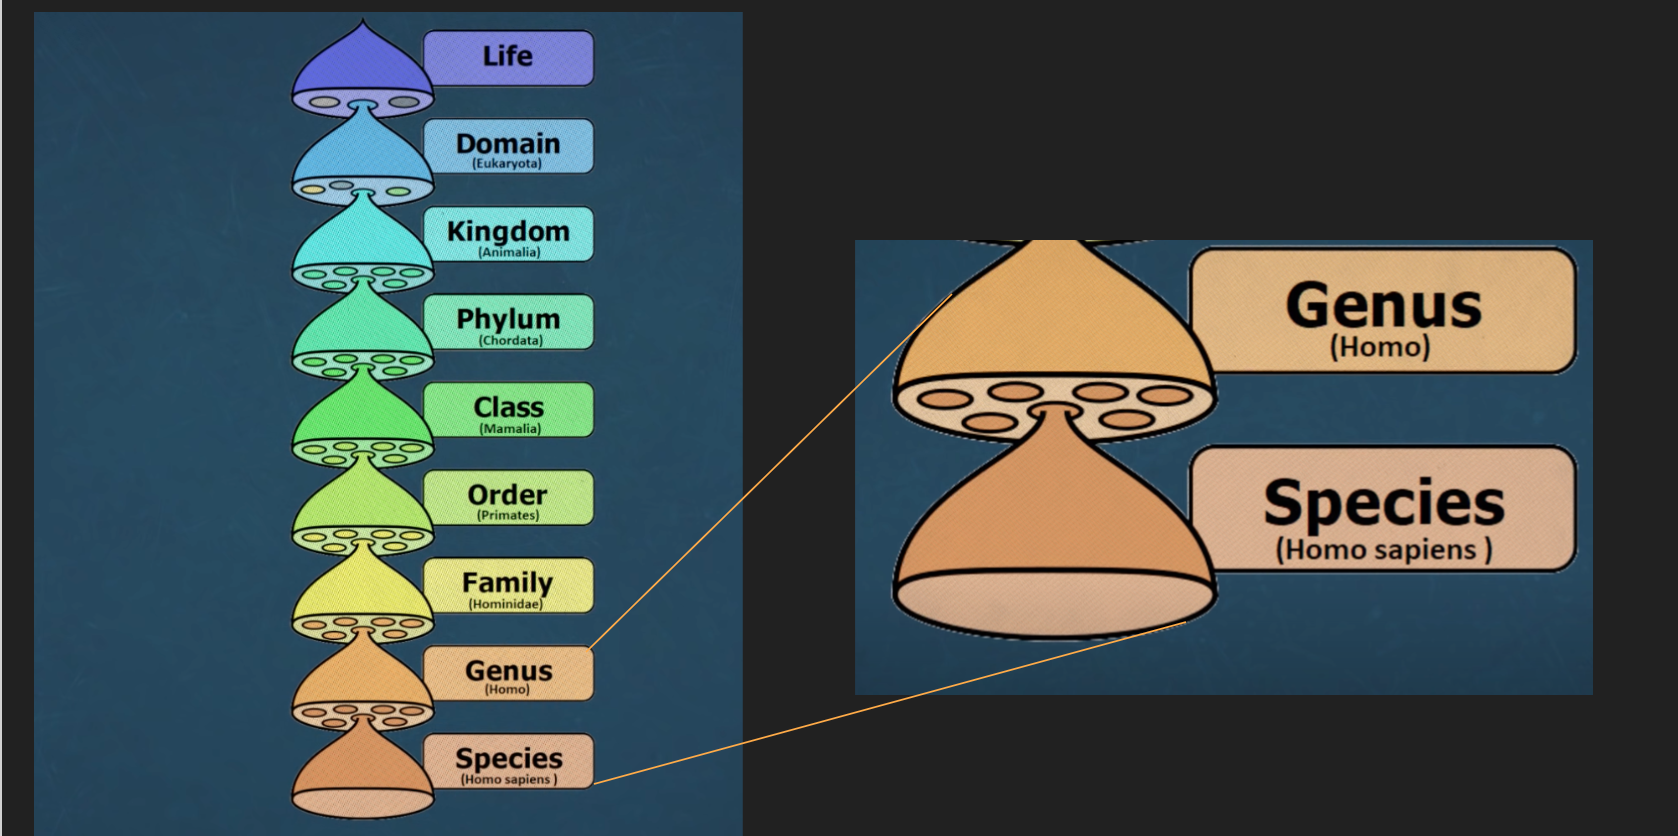 Life
Domain
(Eukaryota)
Kingdom
(Animalia)
Phylum
(Chordata)
Class
(Mamalia)
Order
(Primates)
Family
(Hominidae)
Genus
(Homo)
Species
(Homo sapiens )
Genus
(Homo)
Species
(Homo sapiens )